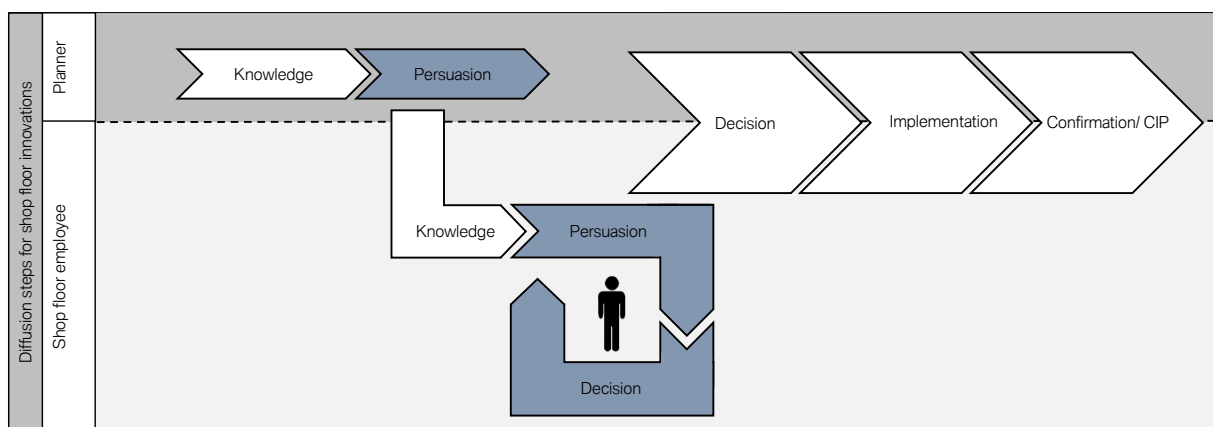 Diffusion steps for shop floor innovations
Planner
Shop floor employee
Knowledge
Persuasion
Decision
Implementation
Confirmation/ CIP
Knowledge
Persuasion
Decision